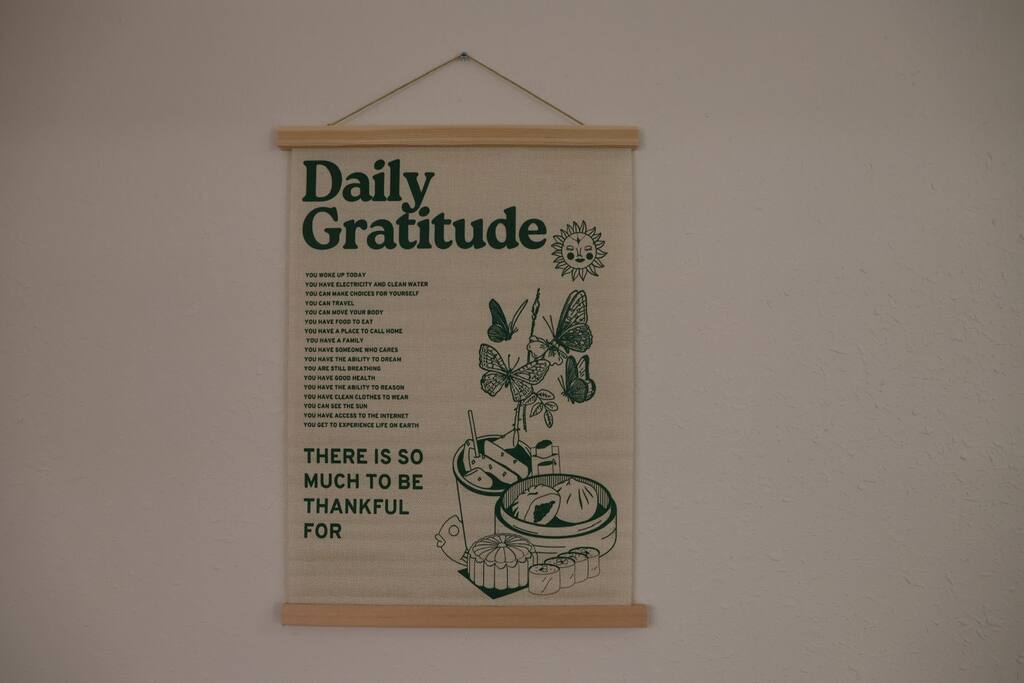 Daily
Gratitude
YOU WOKE UP TODAY
YOU HAVE ELECTRICITY AND CLEAN WATER
YOU CAN MAKE CHOICES FOR YOURSELF
YOU CAN TRAVEL
YOU CAN MOVE YOUR BODY
YOU HAVE FOOD TO EAT
YOU HAVE A PLACE TO CALL HOME
YOU HAVE A FAMILY
YOU HAVE SOMEONE WHO CARES
YOU HAVE THE ABILITY TO DREAM
YOU ARE STILL BREATHING
YOU HAVE GOOD HEALTH
YOU HAVE THE ABILITY TO REASON
YOU HAVE CLEAN CLOTHES TO WEAR
YOU CAN SEE THE SUN
YOU HAVE ACCESS TO THE INTERNET
YOU GET TO EXPERIENCE LIFE ON EARTH
THERE IS SO
MUCH TO BE
THANKFUL
FOR